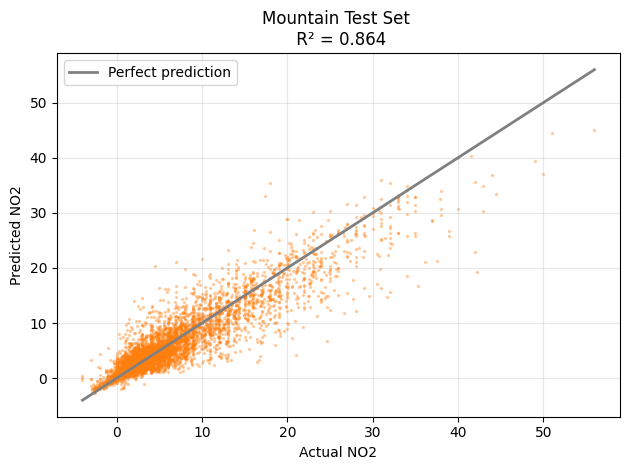 Mountain Test Set
R² = 0.864
Perfect prediction
50
40
30
20
10
0
Predicted NO2
0 10 20 30 40 50
Actual NO2